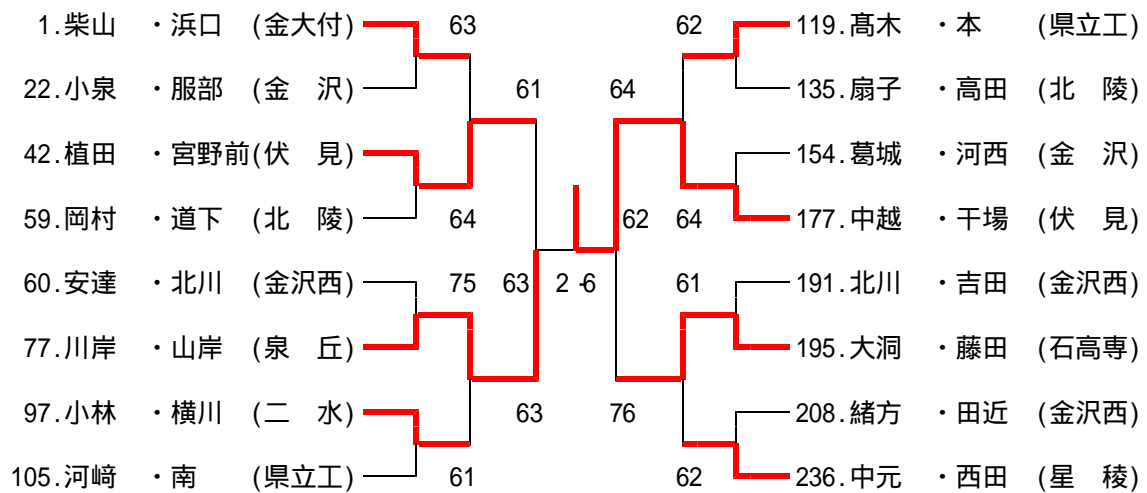 1.柴山 ・浜口 (金大付) 63 62 119.髙木 ・本 (県立工)
22.小泉 ・服部 (金 沢) 61 64 135.扇子 ・高田 (北 陵)
42.植田 ・宮野前(伏 見) 154.葛城 ・河西 (金 沢)
59.岡村 ・道下 (北 陵) 64 62 64 177.中越 ・干場 (伏 見)
60.安達 ・北川 (金沢西) 75 63 2-6 61 191.北川 ・吉田 (金沢西)
77.川岸 ・山岸 (泉 丘) 195.大洞 ・藤田 (石高専)
97.小林 ・横川 (二 水) 63 76 208.緒方 ・田近 (金沢西)
105.河﨑 ・南 (県立工) 61 62 236.中元 ・西田 (星 稜)